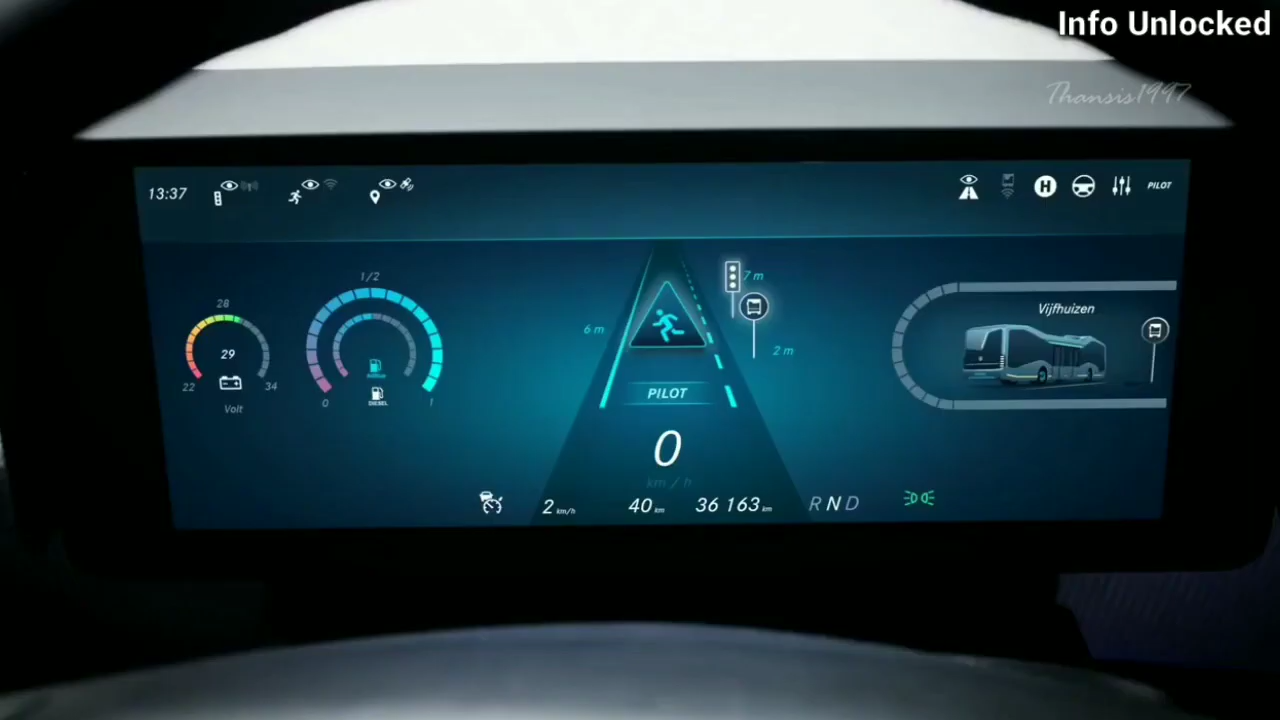 Info Unlocked
Thansis1997
13:37
PILOT
28
29
22
34
Volt
1/2
0
1
DIESEL
7 m
6 m
2 m
PILOT
0
km / h
2 km/h
40 km
36 163 km
R N D
Vijfhuizen
H